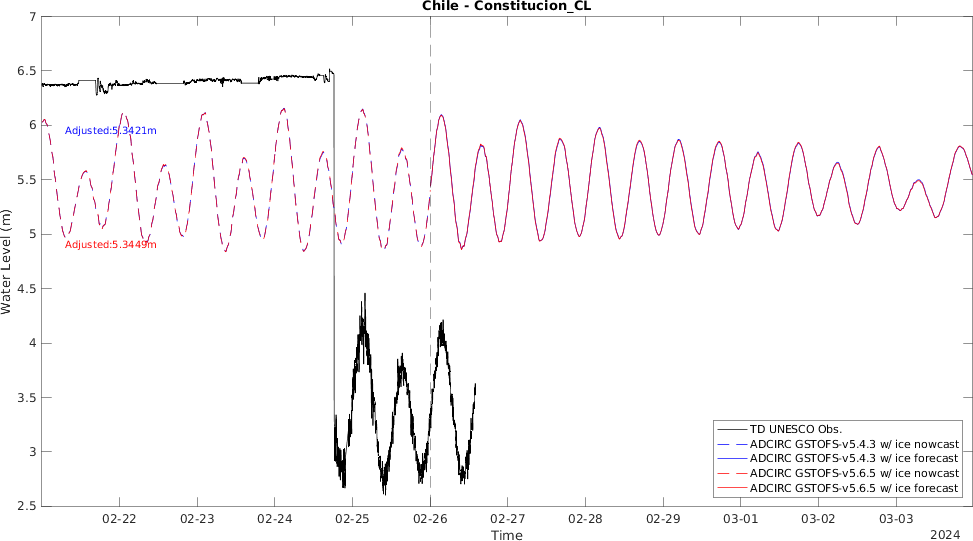 Chile - Constitucion_CL
7
6.5
6
5.5
5
4.5
4
3.5
3
2.5
Water Level (m)
Adjusted:5.3421m
Adjusted:5.3449m
TD UNESCO Obs.
ADCIRC GSTOFS-v5.4.3 w/ ice nowcast
ADCIRC GSTOFS-v5.4.3 w/ ice forecast
ADCIRC GSTOFS-v5.6.5 w/ ice nowcast
ADCIRC GSTOFS-v5.6.5 w/ ice forecast
02-22 02-23 02-24 02-25 02-26 02-27 02-28 02-29 03-01 03-02 03-03
Time
2024